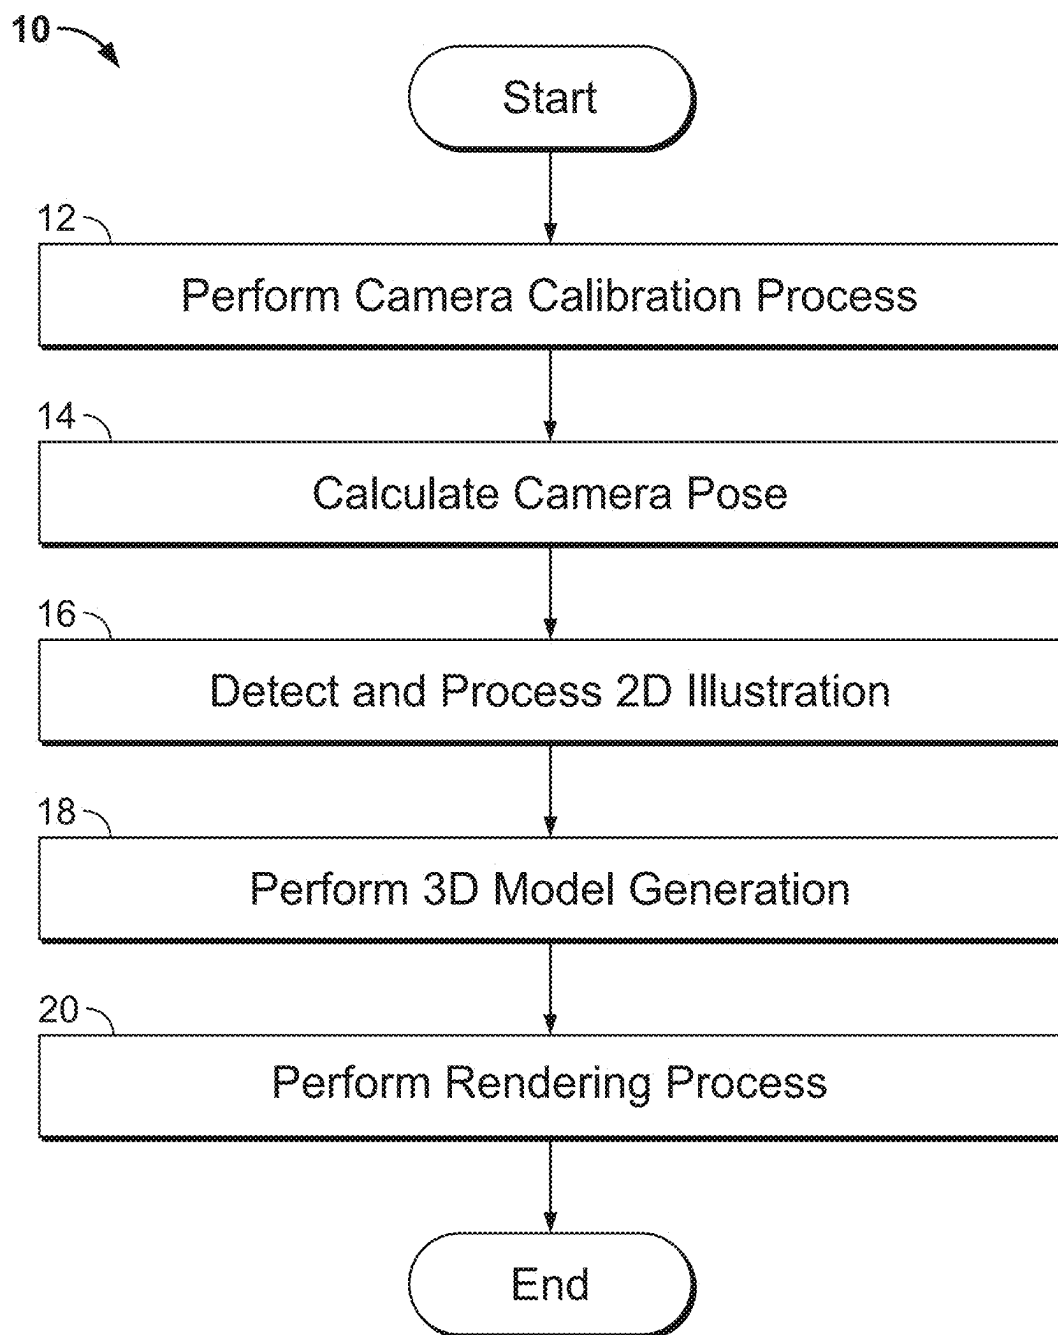 10
Start
12
Perform Camera Calibration Process
14
Calculate Camera Pose
16
Detect and Process 2D Illustration
18
Perform 3D Model Generation
20
Perform Rendering Process
End